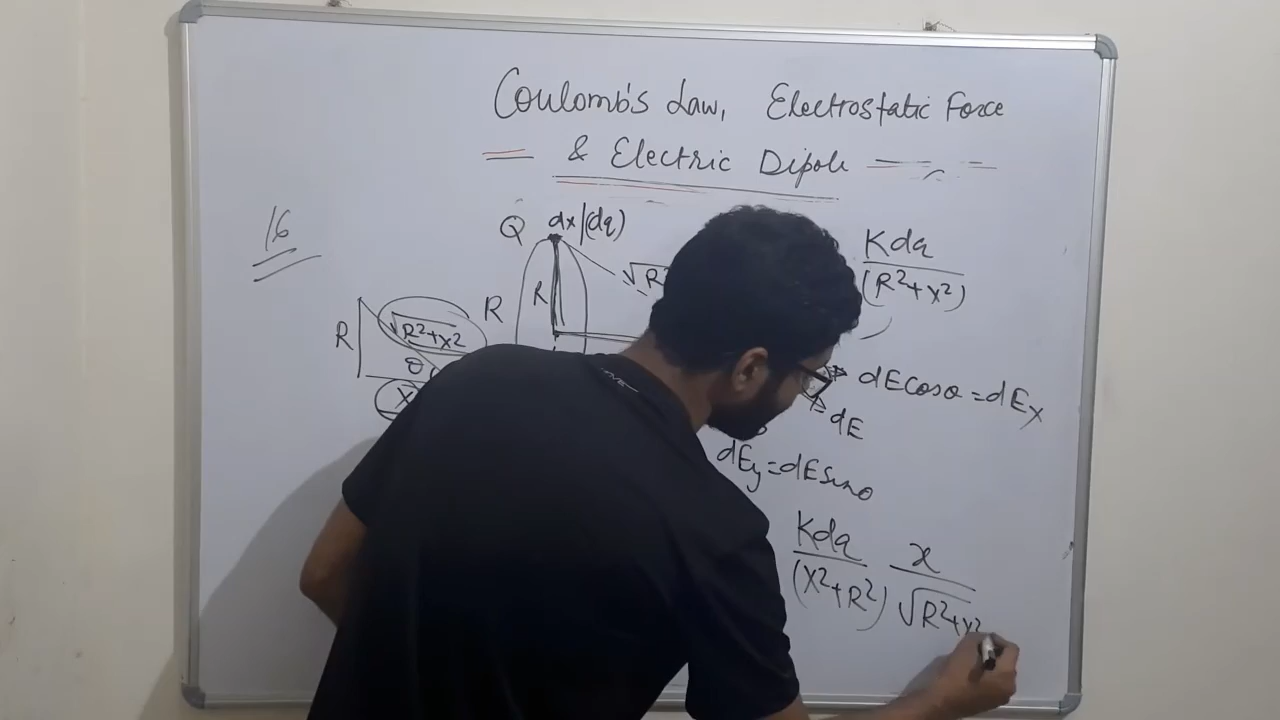 Coulomb's Law, Electrostatic Force
& Electric Dipole
16
Q dx/(dq)
R
√R²
Kdq
(R²+x²)
R
√R²+x²
R
θ
x
dEcosθ = dEx
dE
dEy = dESinθ
Kdq x
(x²+R²) √R²+x²